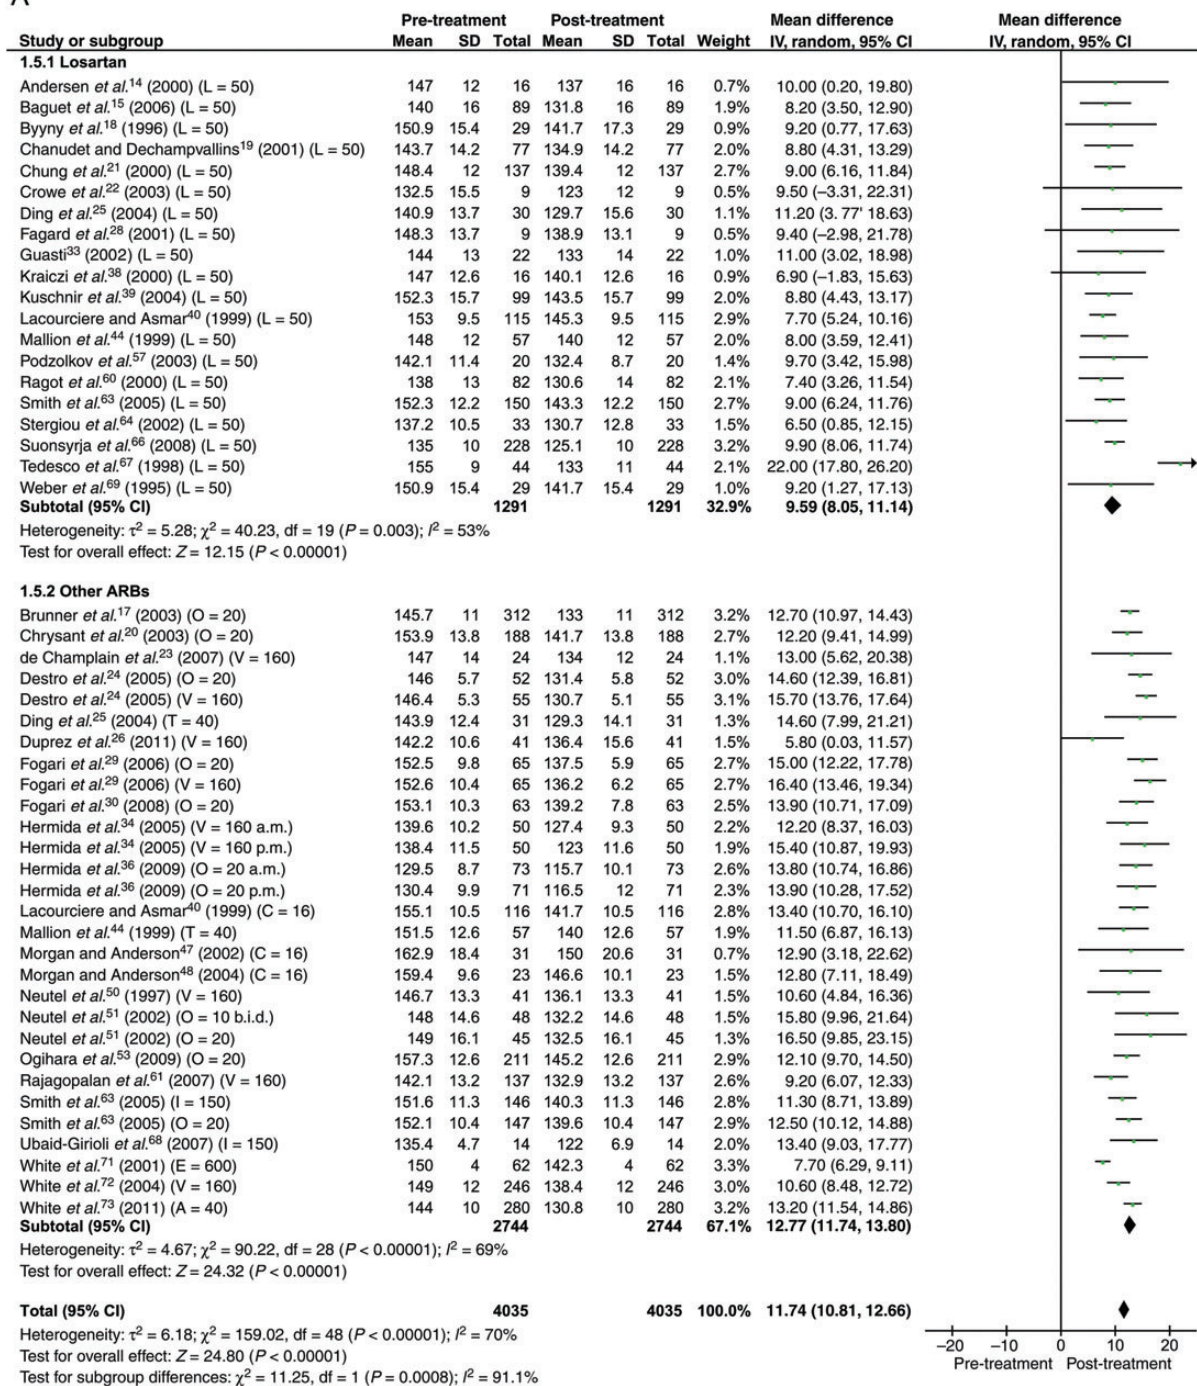 Pre-treatment Post-treatment Mean difference Mean difference
Study or subgroup Mean SD Total Mean SD Total Weight IV, random, 95% CI IV, random, 95% CI
1.5.1 Losartan
Andersen et al.14 (2000) (L = 50) 147 12 16 137 16 16 0.7% 10.00 (0.20, 19.80)
Baguet et al.15 (2006) (L = 50) 140 16 89 131.8 16 89 1.9% 8.20 (3.50, 12.90)
Byyny et al.18 (1996) (L = 50) 150.9 15.4 29 141.7 17.3 29 0.9% 9.20 (0.77, 17.63)
Chanudet and Dechampvallins19 (2001) (L = 50) 143.7 14.2 77 134.9 14.2 77 2.0% 8.80 (4.31, 13.29)
Chung et al.21 (2000) (L = 50) 148.4 12 137 139.4 12 137 2.7% 9.00 (6.16, 11.84)
Crowe et al.22 (2003) (L = 50) 132.5 15.5 9 123 12 9 0.5% 9.50 (–3.31, 22.31)
Ding et al.25 (2004) (L = 50) 140.9 13.7 30 129.7 15.6 30 1.1% 11.20 (3. 77' 18.63)
Fagard et al.28 (2001) (L = 50) 148.3 13.7 9 138.9 13.1 9 0.5% 9.40 (–2.98, 21.78)
Guasti33 (2002) (L = 50) 144 13 22 133 14 22 1.0% 11.00 (3.02, 18.98)
Kraiczi et al.38 (2000) (L = 50) 147 12.6 16 140.1 12.6 16 0.9% 6.90 (–1.83, 15.63)
Kuschnir et al.39 (2004) (L = 50) 152.3 15.7 99 143.5 15.7 99 2.0% 8.80 (4.43, 13.17)
Lacourciere and Asmar40 (1999) (L = 50) 153 9.5 115 145.3 9.5 115 2.9% 7.70 (5.24, 10.16)
Mallion et al.44 (1999) (L = 50) 148 12 57 140 12 57 2.0% 8.00 (3.59, 12.41)
Podzolkov et al.57 (2003) (L = 50) 142.1 11.4 20 132.4 8.7 20 1.3% 9.70 (3.42, 15.98)
Ragot et al.60 (2000) (L = 50) 138 13 82 130.6 14 82 2.1% 7.40 (3.26, 11.54)
Smith et al.63 (2005) (L = 50) 152.3 12.2 150 143.3 12.2 150 2.7% 9.00 (6.24, 11.76)
Stergiou et al.64 (2002) (L = 50) 137.2 10.5 33 130.7 12.8 33 1.5% 6.50 (0.85, 12.15)
Suonsyrja et al.66 (2008) (L = 50) 135 10 228 125.1 10 228 3.2% 9.90 (8.06, 11.74)
Tedesco et al.67 (1998) (L = 50) 155 9 44 133 11 44 2.1% 22.00 (17.80, 26.20)
Weber et al.69 (1995) (L = 50) 150.9 15.4 29 141.7 15.4 29 1.0% 9.20 (1.27, 17.13)
Subtotal (95% CI) 1291 1291 32.9% 9.59 (8.05, 11.14)
Heterogeneity: τ2 = 5.28; χ2 = 40.23, df = 19 (P = 0.003); I2 = 53%
Test for overall effect: Z = 12.15 (P < 0.00001)
1.5.2 Other ARBs
Brunner et al.17 (2003) (O = 20) 145.7 11 312 133 11 312 3.2% 12.70 (10.97, 14.43)
Chrysant et al.20 (2003) (O = 20) 153.9 13.8 188 141.7 13.8 188 2.7% 12.20 (9.41, 14.99)
de Champlain et al.23 (2007) (V = 160) 147 14 24 134 12 24 1.1% 13.00 (5.62, 20.38)
Destro et al.24 (2005) (O = 20) 146 5.7 52 131.4 5.8 52 3.0% 14.60 (12.39, 16.81)
Destro et al.24 (2005) (V = 160) 146.4 5.3 55 130.7 5.1 55 3.1% 15.70 (13.76, 17.64)
Ding et al.25 (2004) (T = 40) 143.9 12.4 31 129.3 14.1 31 1.3% 14.60 (7.99, 21.21)
Duprez et al.26 (2011) (V = 160) 142.2 10.6 41 136.4 15.6 41 1.5% 5.80 (0.03, 11.57)
Fogari et al.29 (2006) (O = 20) 152.5 9.8 65 137.5 5.9 65 2.7% 15.00 (12.22, 17.78)
Fogari et al.29 (2006) (V = 160) 152.6 10.4 65 136.2 6.2 65 2.6% 16.40 (13.46, 19.34)
Fogari et al.30 (2008) (O = 20) 153.1 10.3 63 139.2 7.8 63 2.5% 13.90 (10.71, 17.09)
Hermida et al.34 (2005) (V = 160 a.m.) 139.6 10.2 50 127.4 9.3 50 2.2% 12.20 (8.37, 16.03)
Hermida et al.34 (2005) (V = 160 p.m.) 138.4 11.5 50 123 11.6 50 1.9% 15.40 (10.87, 19.93)
Hermida et al.36 (2009) (O = 20 a.m.) 129.5 8.7 73 115.7 10.1 73 2.6% 13.80 (10.74, 16.86)
Hermida et al.36 (2009) (O = 20 p.m.) 130.4 9.9 71 116.5 12 71 2.3% 13.90 (10.28, 17.52)
Lacourciere and Asmar40 (1999) (C = 16) 155.1 10.5 116 141.7 10.5 116 2.8% 13.40 (10.70, 16.10)
Mallion et al.44 (1999) (T = 40) 151.5 12.6 57 140 12.6 57 1.9% 11.50 (6.87, 16.13)
Morgan and Anderson47 (2002) (C = 16) 162.9 18.4 31 150 20.6 31 0.7% 12.90 (3.18, 22.62)
Morgan and Anderson48 (2004) (C = 16) 159.4 9.6 23 146.6 10.1 23 1.5% 12.80 (7.11, 18.49)
Neutel et al.50 (1997) (V = 160) 146.7 13.3 41 136.1 13.3 41 1.5% 10.60 (4.84, 16.36)
Neutel et al.51 (2002) (O = 10 b.i.d.) 148 14.6 48 132.2 14.6 48 1.5% 15.80 (9.96, 21.64)
Neutel et al.51 (2002) (O = 20) 149 16.1 45 132.5 16.1 45 1.3% 16.50 (9.85, 23.15)
Ogihara et al.53 (2009) (O = 20) 157.3 12.6 211 145.2 12.6 211 2.9% 12.10 (9.70, 14.50)
Rajagopalan et al.61 (2007) (V = 160) 142.1 13.2 137 132.9 13.2 137 2.6% 9.20 (6.07, 12.33)
Smith et al.63 (2005) (I = 150) 151.6 11.3 146 140.3 11.3 146 2.8% 11.30 (8.71, 13.89)
Smith et al.63 (2005) (O = 20) 152.1 10.4 147 139.6 10.4 147 2.9% 12.50 (10.12, 14.88)
Ubaid-Girioli et al.68 (2007) (I = 150) 135.4 4.7 14 122 6.9 14 2.0% 13.40 (9.03, 17.77)
White et al.71 (2001) (E = 600) 150 4 62 142.3 4 62 3.3% 7.70 (6.29, 9.11)
White et al.72 (2004) (V = 160) 149 12 246 138.4 12 246 3.0% 10.60 (8.48, 12.72)
White et al.73 (2011) (A = 40) 144 10 280 130.8 10 280 3.2% 13.20 (11.54, 14.86)
Subtotal (95% CI) 2744 2744 67.1% 12.77 (11.74, 13.80)
Heterogeneity: τ2 = 4.67; χ2 = 90.22, df = 28 (P < 0.00001); I2 = 69%
Test for overall effect: Z = 24.32 (P < 0.00001)
Total (95% CI) 4035 4035 100.0% 11.74 (10.81, 12.66)
Heterogeneity: τ2 = 6.18; χ2 = 159.02, df = 48 (P < 0.00001); I2 = 70%
Test for overall effect: Z = 24.80 (P < 0.00001)
Test for subgroup differences: χ2 = 11.25, df = 1 (P = 0.0008); I2 = 91.1%
–20 –10 0 10 20
Pre-treatment Post-treatment